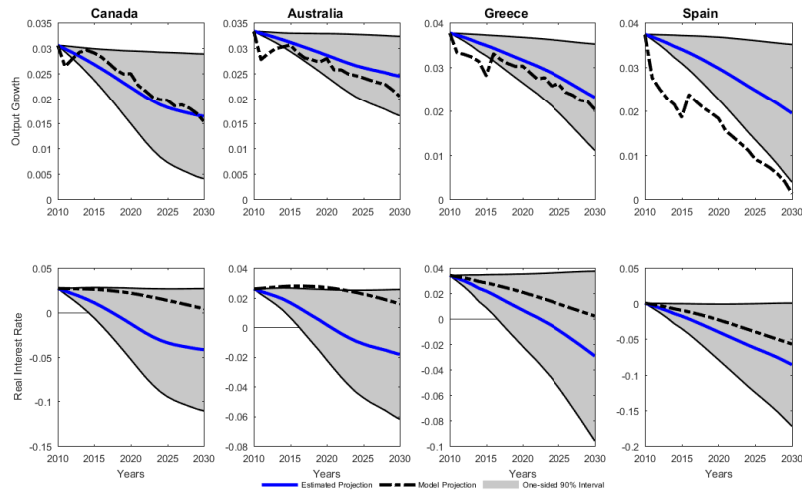 Canada
Australia
Greece
Spain
Output Growth
0.035
0.03
0.025
0.02
0.015
0.01
0.005
0
2010 2015 2020 2025 2030
0.035
0.03
0.025
0.02
0.015
0.01
0.005
0
2010 2015 2020 2025 2030
0.04
0.03
0.02
0.01
0
2010 2015 2020 2025 2030
0.04
0.03
0.02
0.01
0
2010 2015 2020 2025 2030
Real Interest Rate
0.05
0
-0.05
-0.1
-0.15
2010 2015 2020 2025 2030
Years
0.04
0.02
0
-0.02
-0.04
-0.06
-0.08
2010 2015 2020 2025 2030
Years
0.04
0.02
0
-0.02
-0.04
-0.06
-0.08
-0.1
2010 2015 2020 2025 2030
Years
0.05
0
-0.05
-0.1
-0.15
-0.2
2010 2015 2020 2025 2030
Years
Estimated Projection Model Projection One-sided 90% Interval